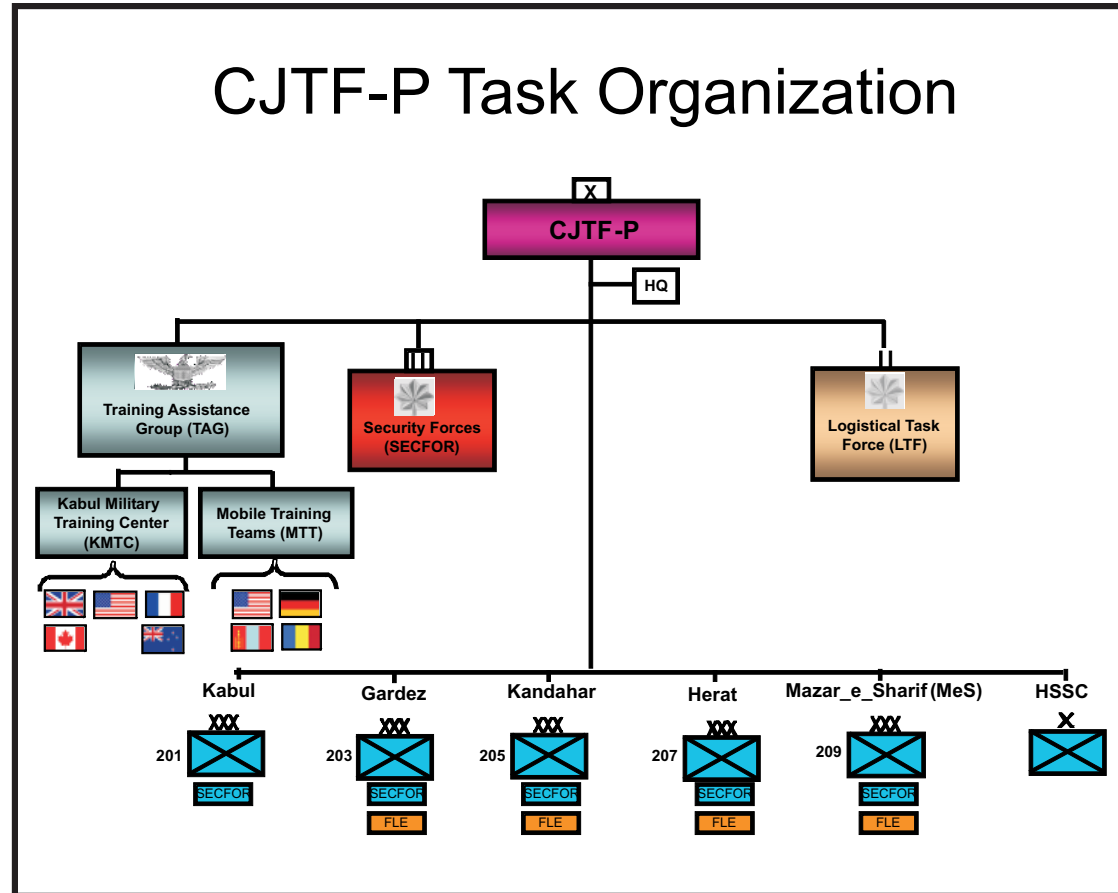 CJTF-P Task Organization
X
CJTF-P
HQ
Training Assistance
Group (TAG)
III
Security Forces
(SECFOR)
II
Logistical Task
Force (LTF)
Kabul Military
Training Center
(KMTC)
Mobile Training
Teams (MTT)
Kabul
Gardez
Kandahar
Herat
Mazar_e_Sharif (MeS)
HSSC
XXX
XXX
XXX
XXX
XXX
X
201
203
205
207
209
SECFOR
SECFOR
SECFOR
SECFOR
SECFOR
FLE
FLE
FLE
FLE